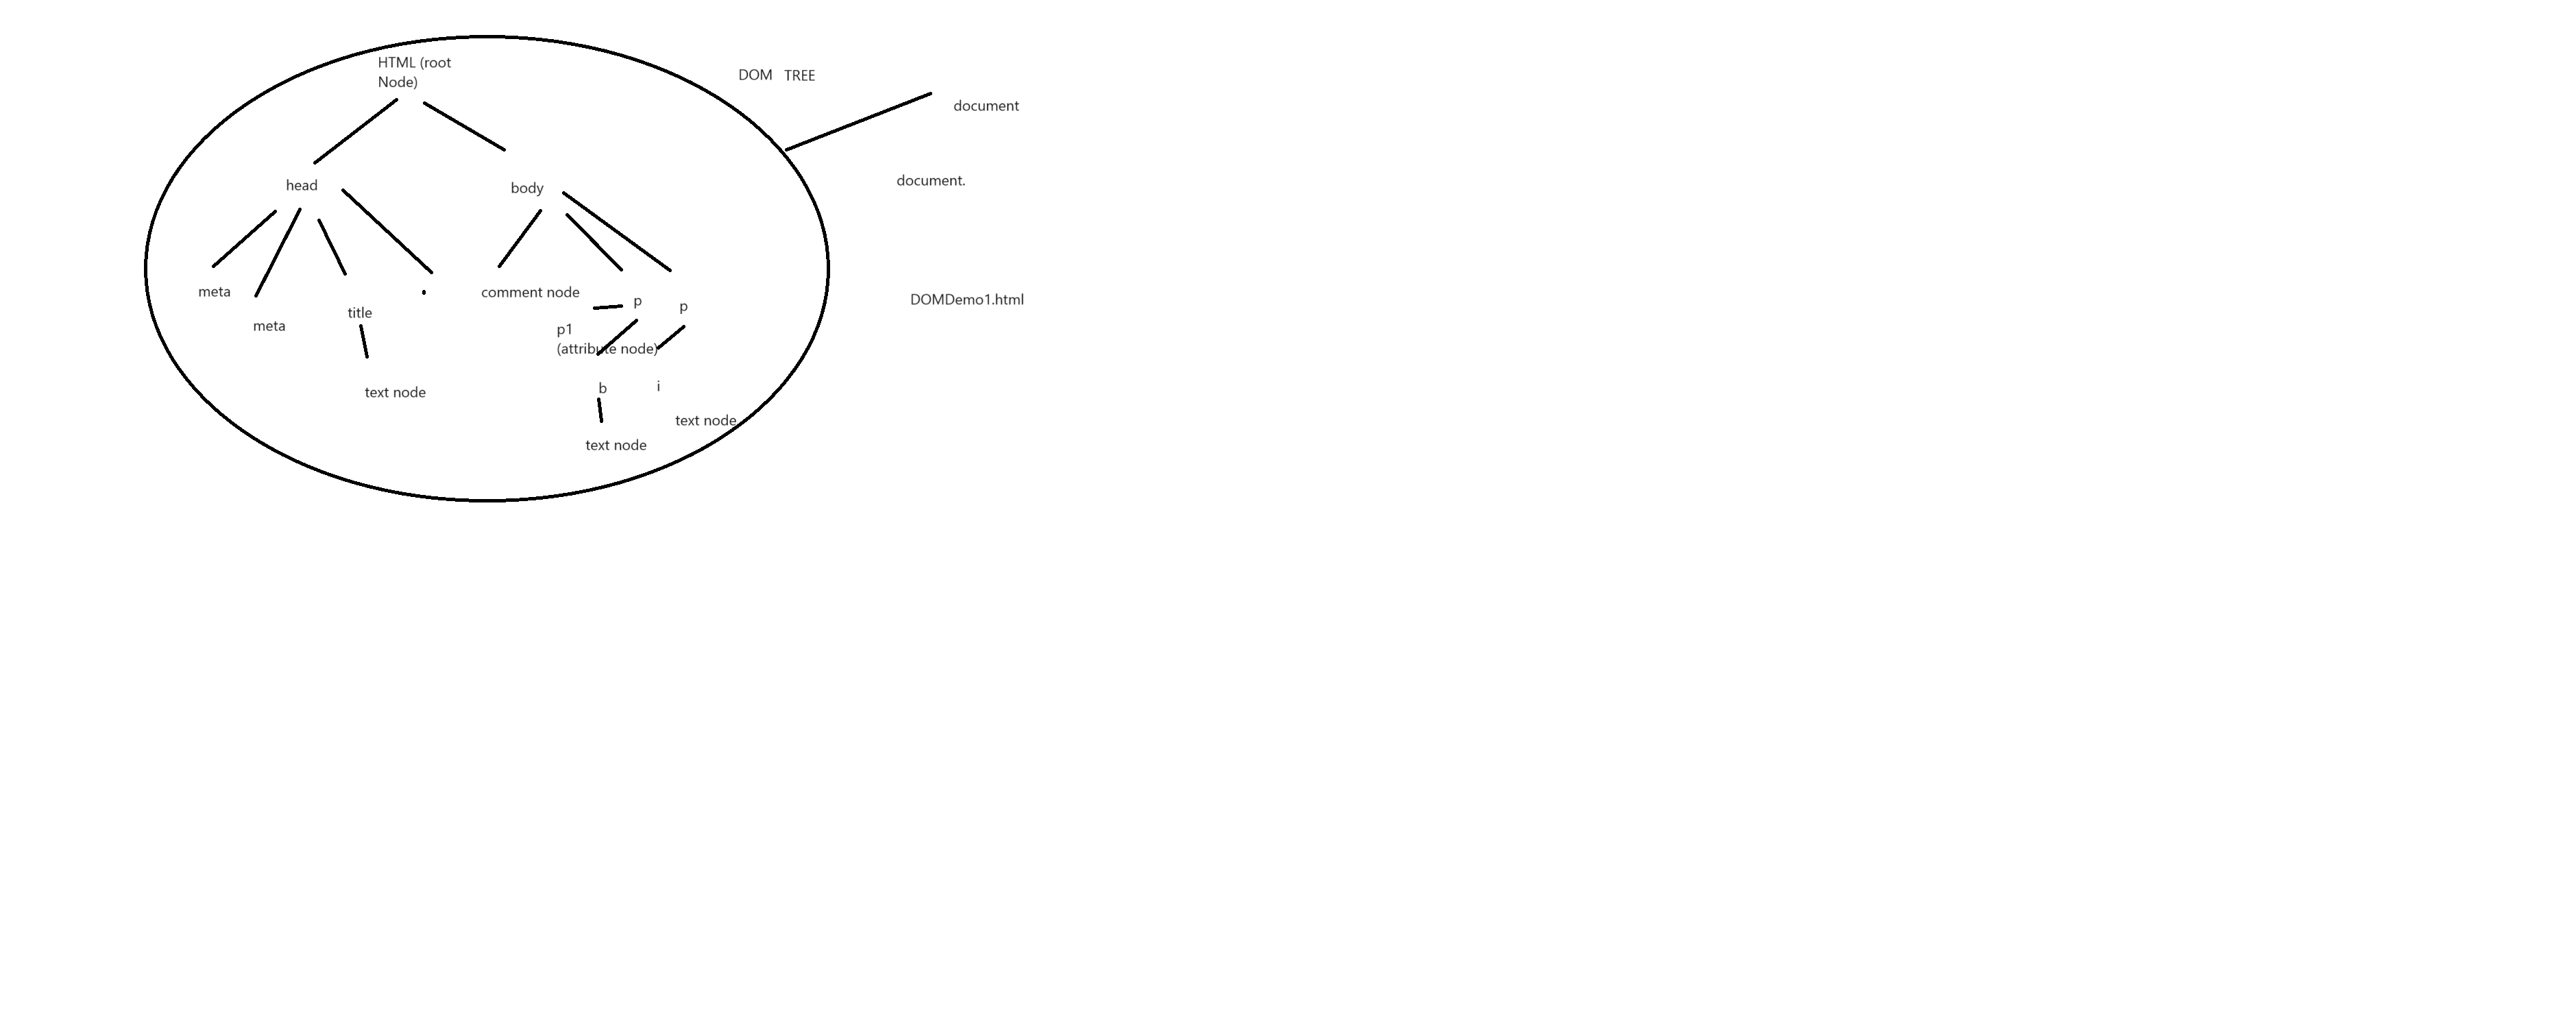 HTML (root
Node)
DOM   TREE
document
document.
head
body
meta
comment node
DOMDemo1.html
p
p
title
meta
p1
(attribute node)
b
i
text node
text node
text node